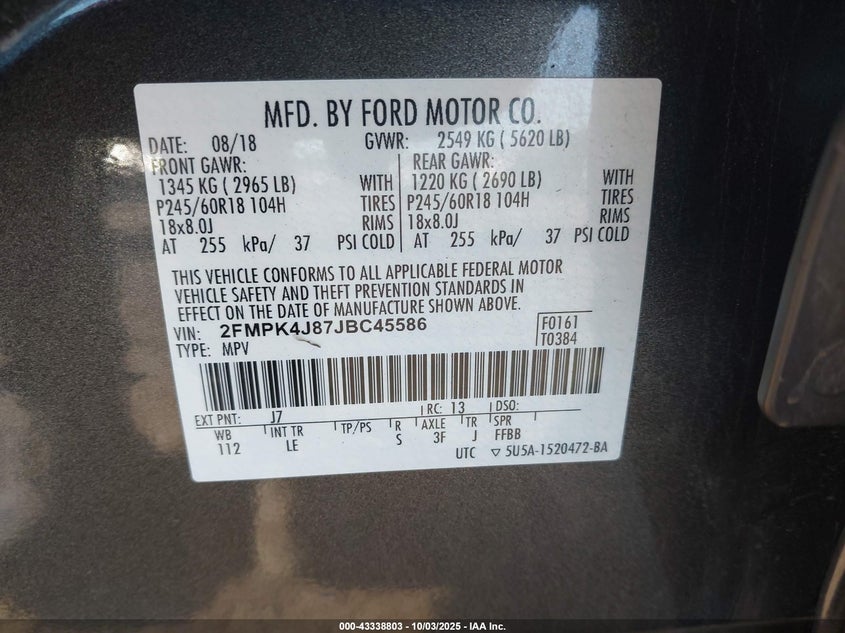 MFD. BY FORD MOTOR CO.
DATE: 08/18 GVWR: 2549 KG ( 5620 LB)
FRONT GAWR: REAR GAWR:
1345 KG ( 2965 LB) WITH 1220 KG ( 2690 LB) WITH
P245/60R18 104H TIRES P245/60R18 104H TIRES
18x8.0J RIMS 18x8.0J RIMS
AT 255 kPa/ 37 PSI COLD AT 255 kPa/ 37 PSI COLD
THIS VEHICLE CONFORMS TO ALL APPLICABLE FEDERAL MOTOR
VEHICLE SAFETY AND THEFT PREVENTION STANDARDS IN
EFFECT ON THE DATE OF MANUFACTURE SHOWN ABOVE.
VIN: 2FMPK4J87JBC45586 F0161
TYPE: MPV T0384
EXT PNT: J7 RC: 13 DSO:
WB INT TR TP/PS R AXLE TR SPR
112 LE S 3F J FFBB
UTC ▽ 5U5A-1520472-BA
000-43338803 - 10/03/2025 - IAA Inc.